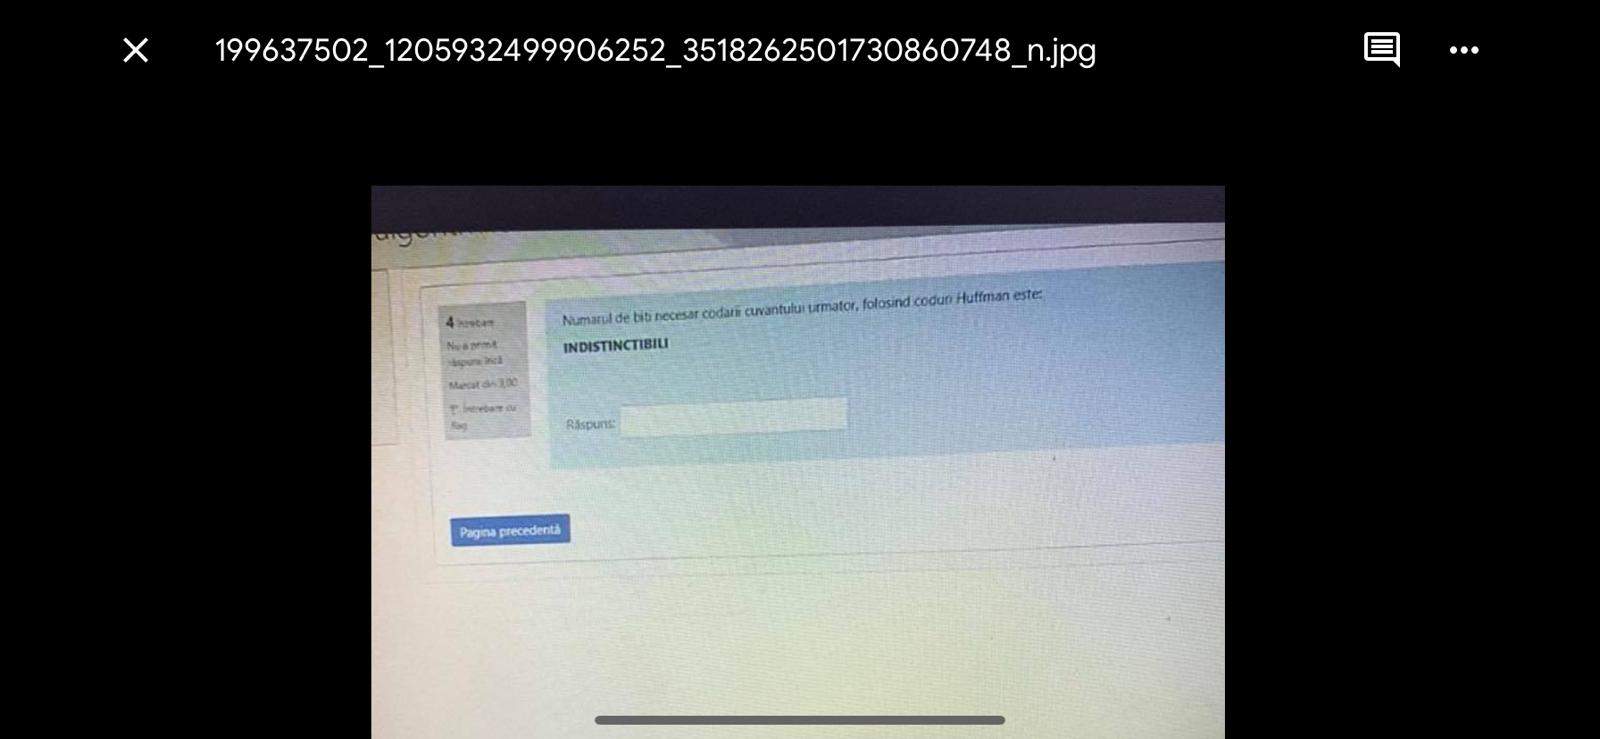 199637502_1205932499906252_3518262501730860748_n.jpg
4 Întrebare
Nu a primit
răspuns încă
Marcat din 3,00
Întrebare cu
flag
Numarul de biti necesar codarii cuvantului urmator, folosind coduri Huffman este:
INDISTINCTIBILI
Răspuns:
Pagina precedentă